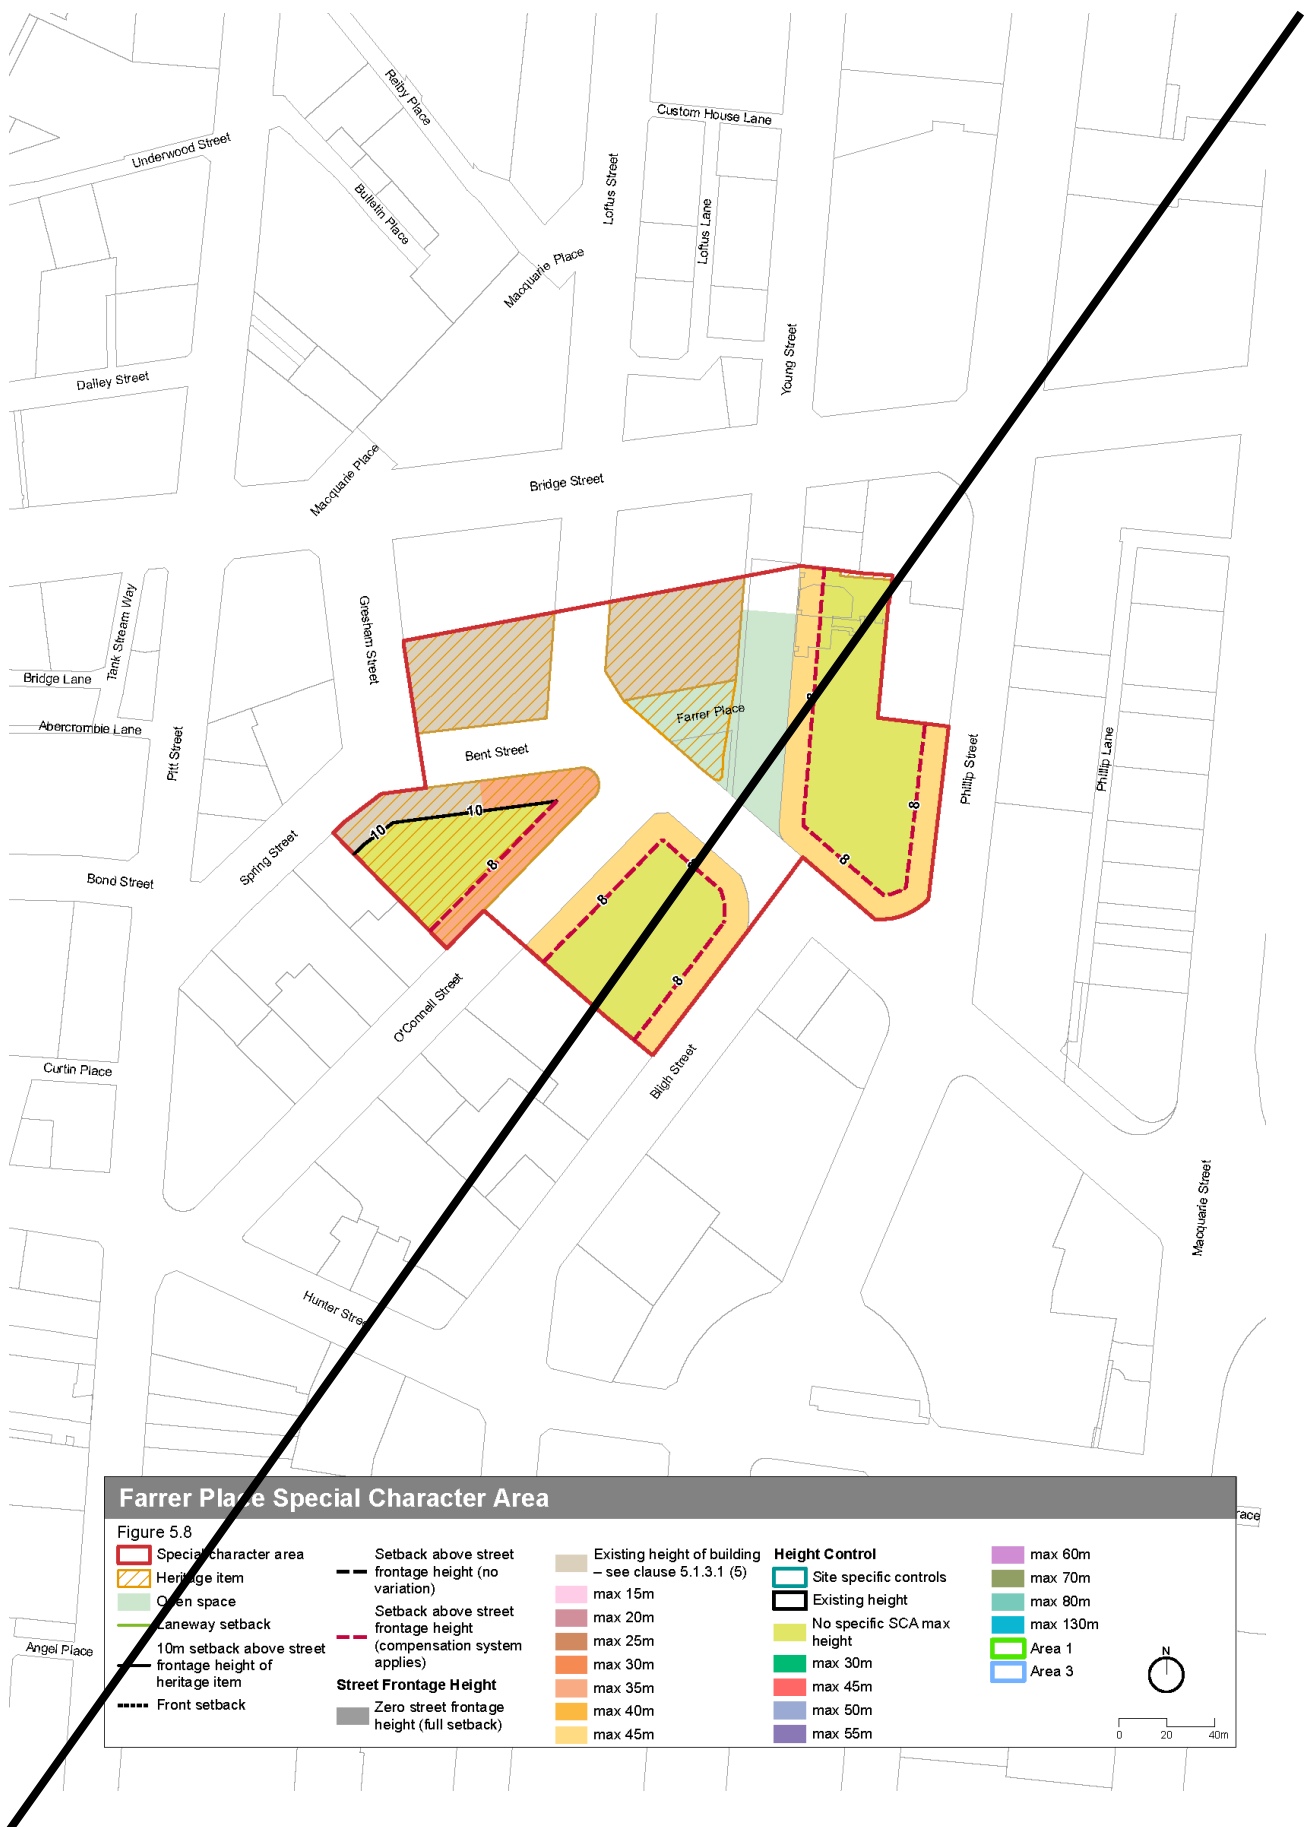 Reiby Place
Custom House Lane
Underwood Street
Loftus Street
Bulletin Place
Loftus Lane
Macquarie Place
Young Street
Dalley Street
Macquarie Place
Bridge Street
Tank Stream Way
Gresham Street
Bridge Lane
Farrer Place
Abercrombie Lane
Pitt Street
Bent Street
Phillip Street
Phillip Lane
8
10
10
8
8
8
8
8
Spring Street
Bond Street
O'Connell Street
Bligh Street
Curtin Place
Macquarie Street
Hunter Stree
Angel Place
race
Farrer Place Special Character Area
Figure 5.8
Special character area
Heritage item
Open space
Laneway setback
10m setback above street
frontage height of
heritage item
Front setback
Setback above street
frontage height (no
variation)
Setback above street
frontage height
(compensation system
applies)
Street Frontage Height
Zero street frontage
height (full setback)
Existing height of building
– see clause 5.1.3.1 (5)
max 15m
max 20m
max 25m
max 30m
max 35m
max 40m
max 45m
Height Control
Site specific controls
Existing height
No specific SCA max
height
max 30m
max 45m
max 50m
max 55m
max 60m
max 70m
max 80m
max 130m
Area 1
Area 3
N
0 20 40m